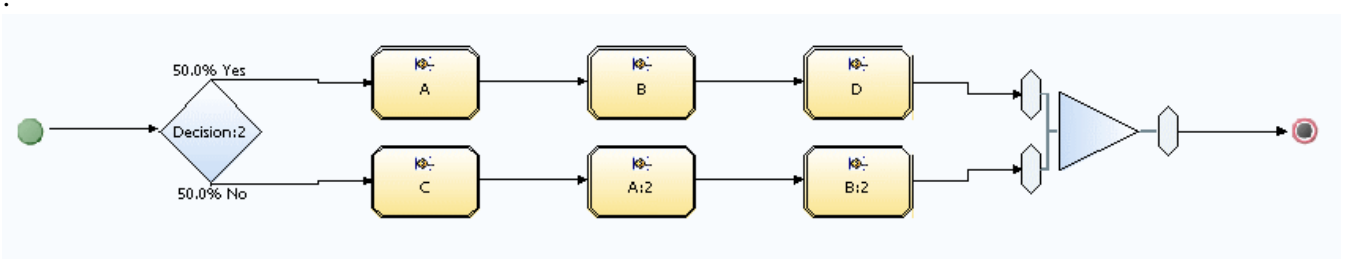 .
50.0% Yes
A
B
D
Decision:2
50.0% No
C
A:2
B:2